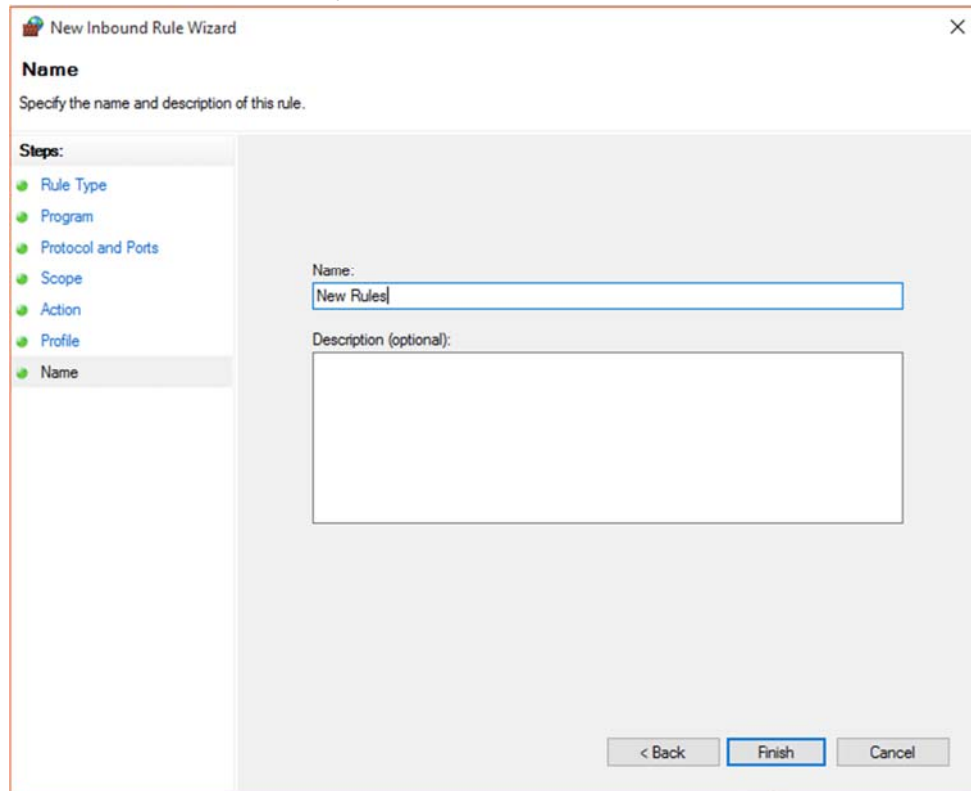 New Inbound Rule Wizard
Name
Specify the name and description of this rule.
Steps:
Rule Type
Program
Protocol and Ports
Scope
Action
Profile
Name
Name:
New Rules
Description (optional):
< Back
Finish
Cancel